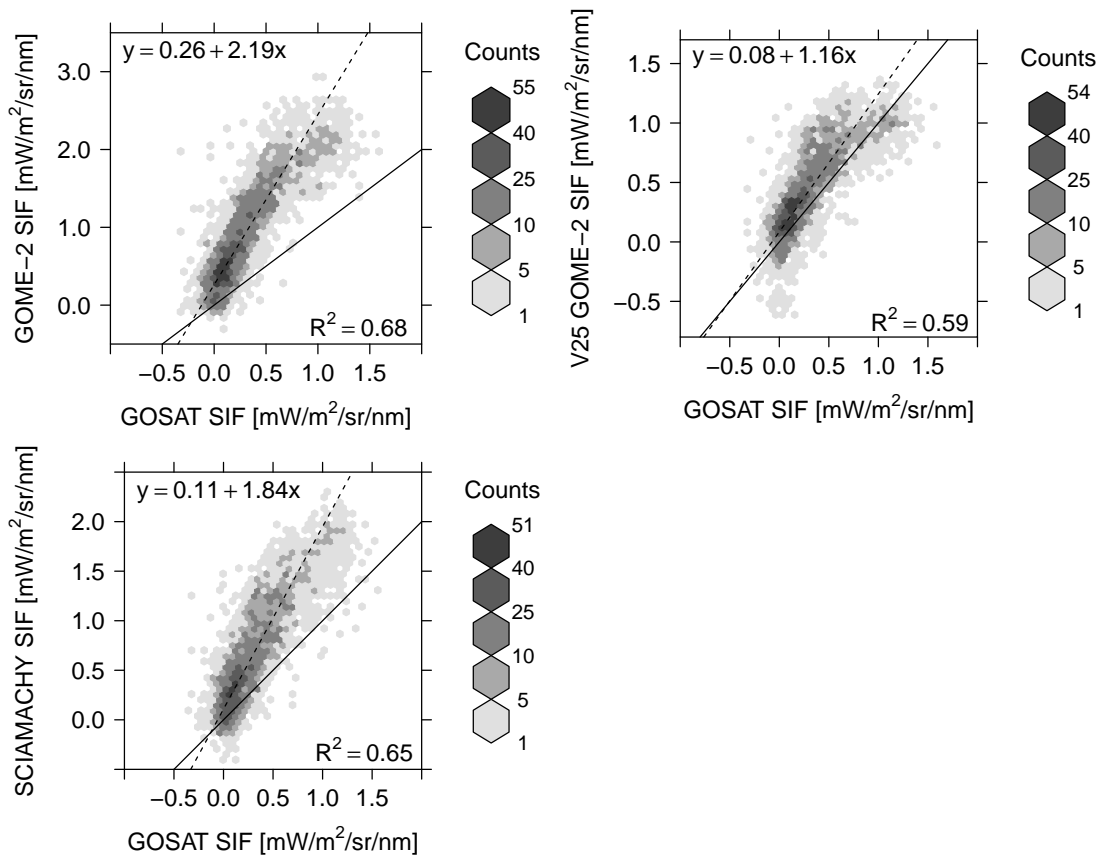 y = 0.26 + 2.19x
R² = 0.68
GOME−2 SIF [mW/m²/sr/nm]
3.0
2.0
1.0
0.0
−0.5 0.0 0.5 1.0 1.5
GOSAT SIF [mW/m²/sr/nm]
Counts
55
40
25
10
5
1
y = 0.08 + 1.16x
R² = 0.59
V25 GOME−2 SIF [mW/m²/sr/nm]
1.5
1.0
0.5
0.0
−0.5
−0.5 0.0 0.5 1.0 1.5
GOSAT SIF [mW/m²/sr/nm]
Counts
54
40
25
10
5
1
y = 0.11 + 1.84x
R² = 0.65
SCIAMACHY SIF [mW/m²/sr/nm]
2.0
1.5
1.0
0.5
0.0
−0.5 0.0 0.5 1.0 1.5
GOSAT SIF [mW/m²/sr/nm]
Counts
51
40
25
10
5
1